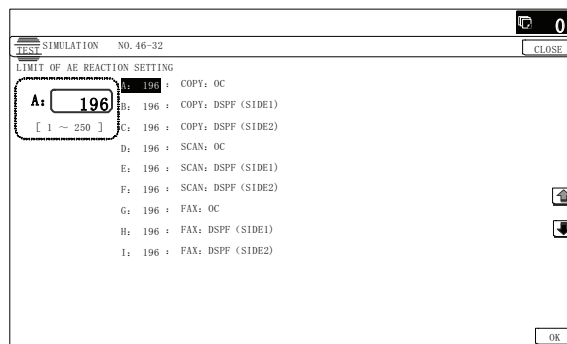 0
TEST SIMULATION NO.46-32
CLOSE
LIMIT OF AE REACTION SETTING
A: 196
[ 1 ~ 250 ]
A: 196 : COPY: OC
B: 196 : COPY: DSPF (SIDE1)
C: 196 : COPY: DSPF (SIDE2)
D: 196 : SCAN: OC
E: 196 : SCAN: DSPF (SIDE1)
F: 196 : SCAN: DSPF (SIDE2)
G: 196 : FAX: OC
H: 196 : FAX: DSPF (SIDE1)
I: 196 : FAX: DSPF (SIDE2)
OK